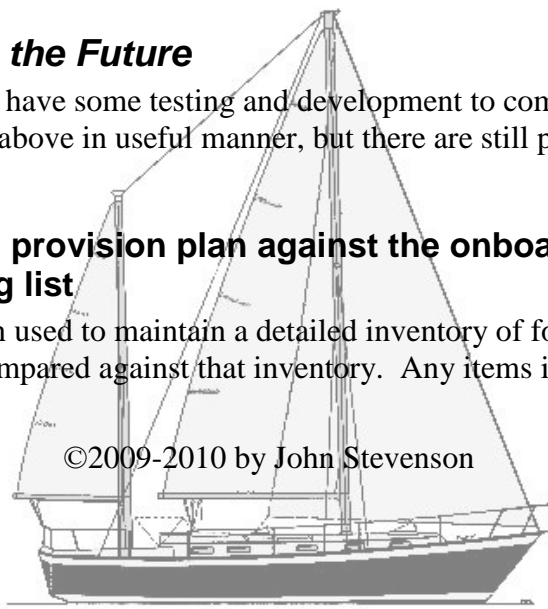 the Future
have some testing and development to com
above in useful manner, but there are still p
provision plan against the onboa
g list
n used to maintain a detailed inventory of fo
mpared against that inventory. Any items i
©2009-2010 by John Stevenson